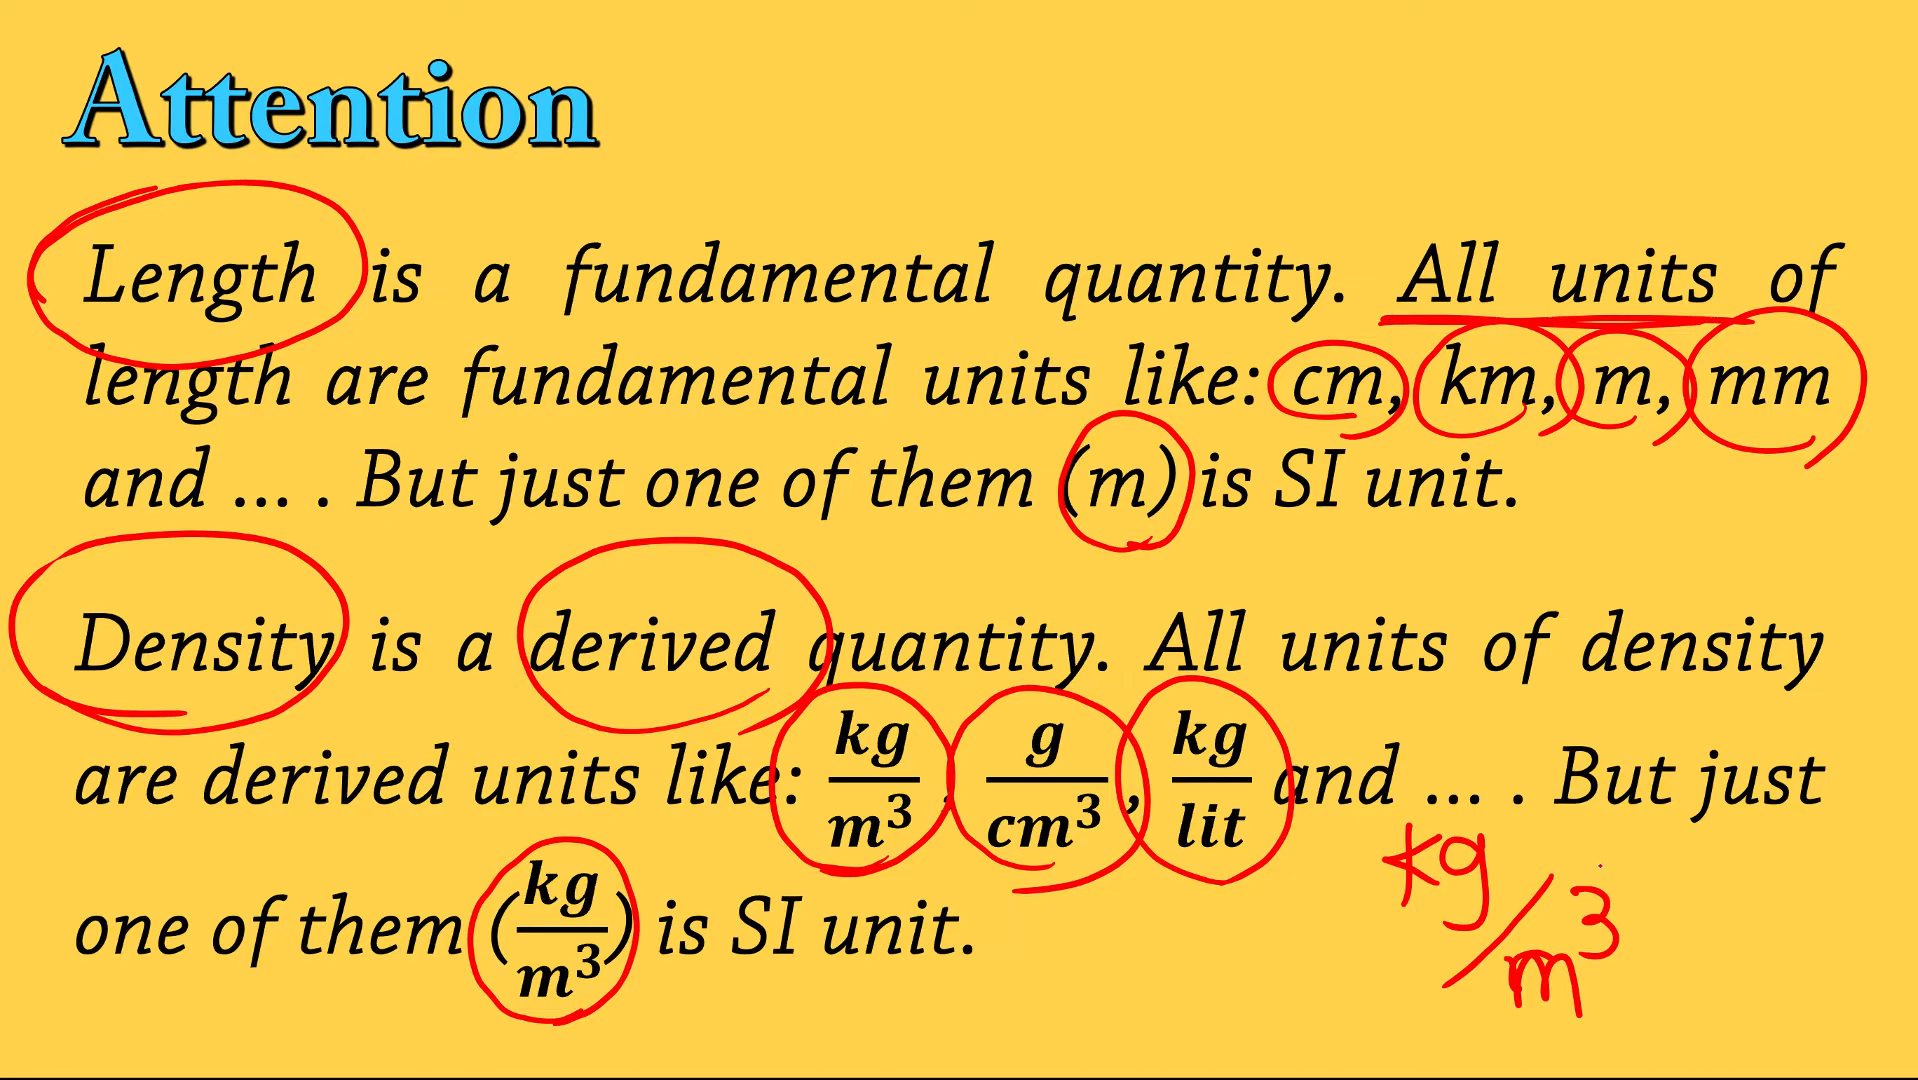 Attention
Length is a fundamental quantity. All units of
length are fundamental units like: cm, km, m, mm
and ... . But just one of them (m) is SI unit.
Density is a derived quantity. All units of density
are derived units like: kg/m³, g/cm³, kg/lit and ... . But just
one of them (kg/m³) is SI unit.
kg/m³